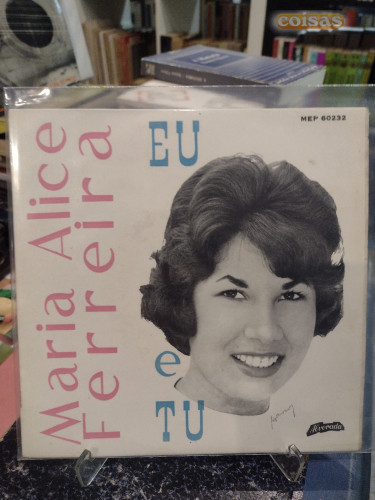 coisas
MEP 60232
Maria Alice
Ferreira
EU
e
TU
Alvorada